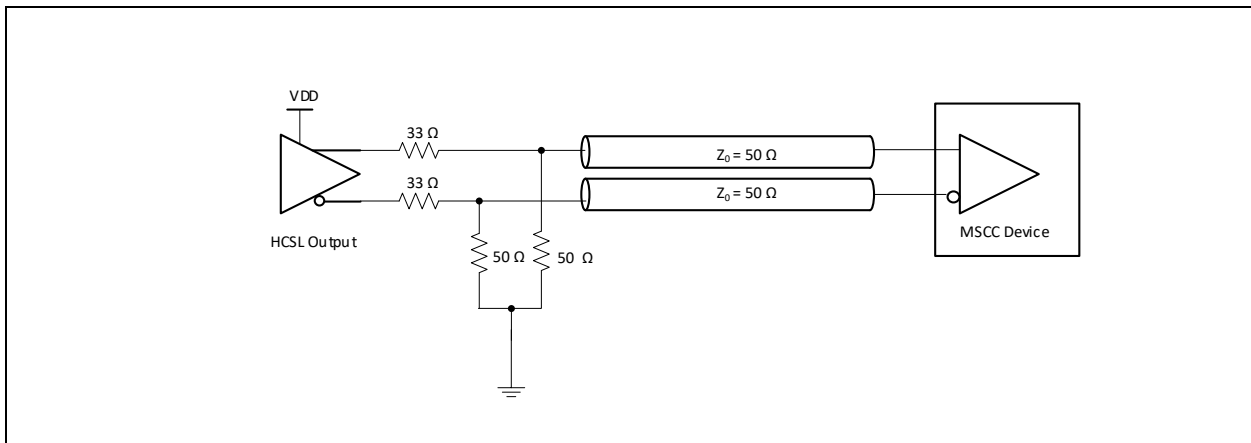 VDD
33 Ω
Z0 = 50 Ω
33 Ω
Z0 = 50 Ω
HCSL Output
MSCC Device
50 Ω
50 Ω